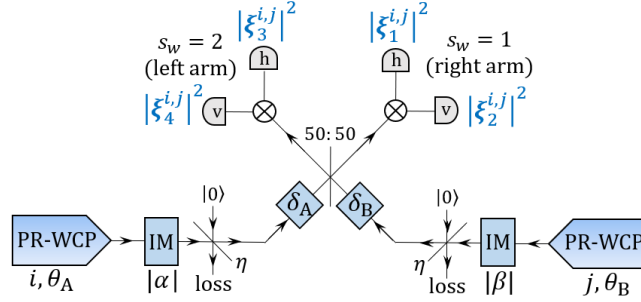 |ξ₃^{i,j}|²
|ξ₁^{i,j}|²
s_w = 2
(left arm)
h
h
s_w = 1
(right arm)
|ξ₄^{i,j}|²
v
v
|ξ₂^{i,j}|²
50: 50
|0⟩
δ_A
δ_B
|0⟩
PR-WCP
IM
IM
PR-WCP
η
η
i, θ_A
|α|
loss
loss
|β|
j, θ_B